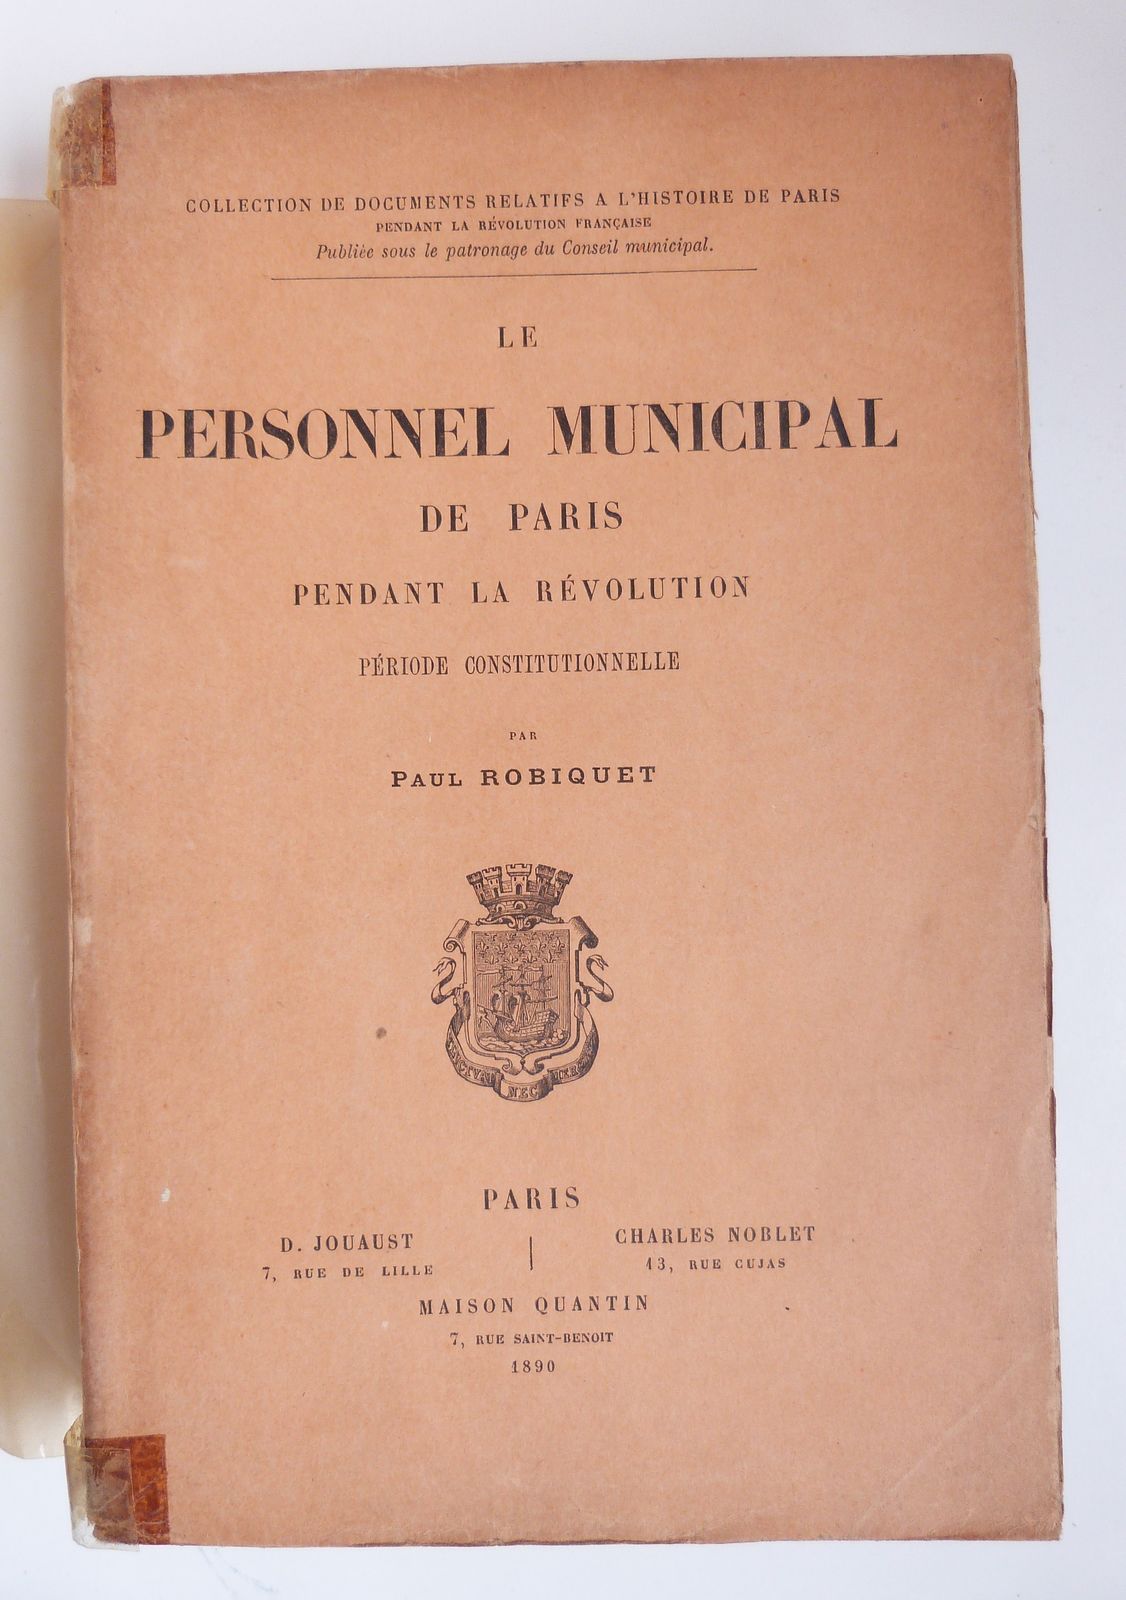 COLLECTION DE DOCUMENTS RELATIFS A L'HISTOIRE DE PARIS
PENDANT LA RÉVOLUTION FRANÇAISE
Publiée sous le patronage du Conseil municipal.
LE
PERSONNEL MUNICIPAL
DE PARIS
PENDANT LA RÉVOLUTION
PÉRIODE CONSTITUTIONNELLE
PAR
PAUL ROBIQUET
NEC
PARIS
D. JOUAUST
7, RUE DE LILLE
CHARLES NOBLET
13, RUE CUJAS
MAISON QUANTIN
7, RUE SAINT-BENOIT
1890